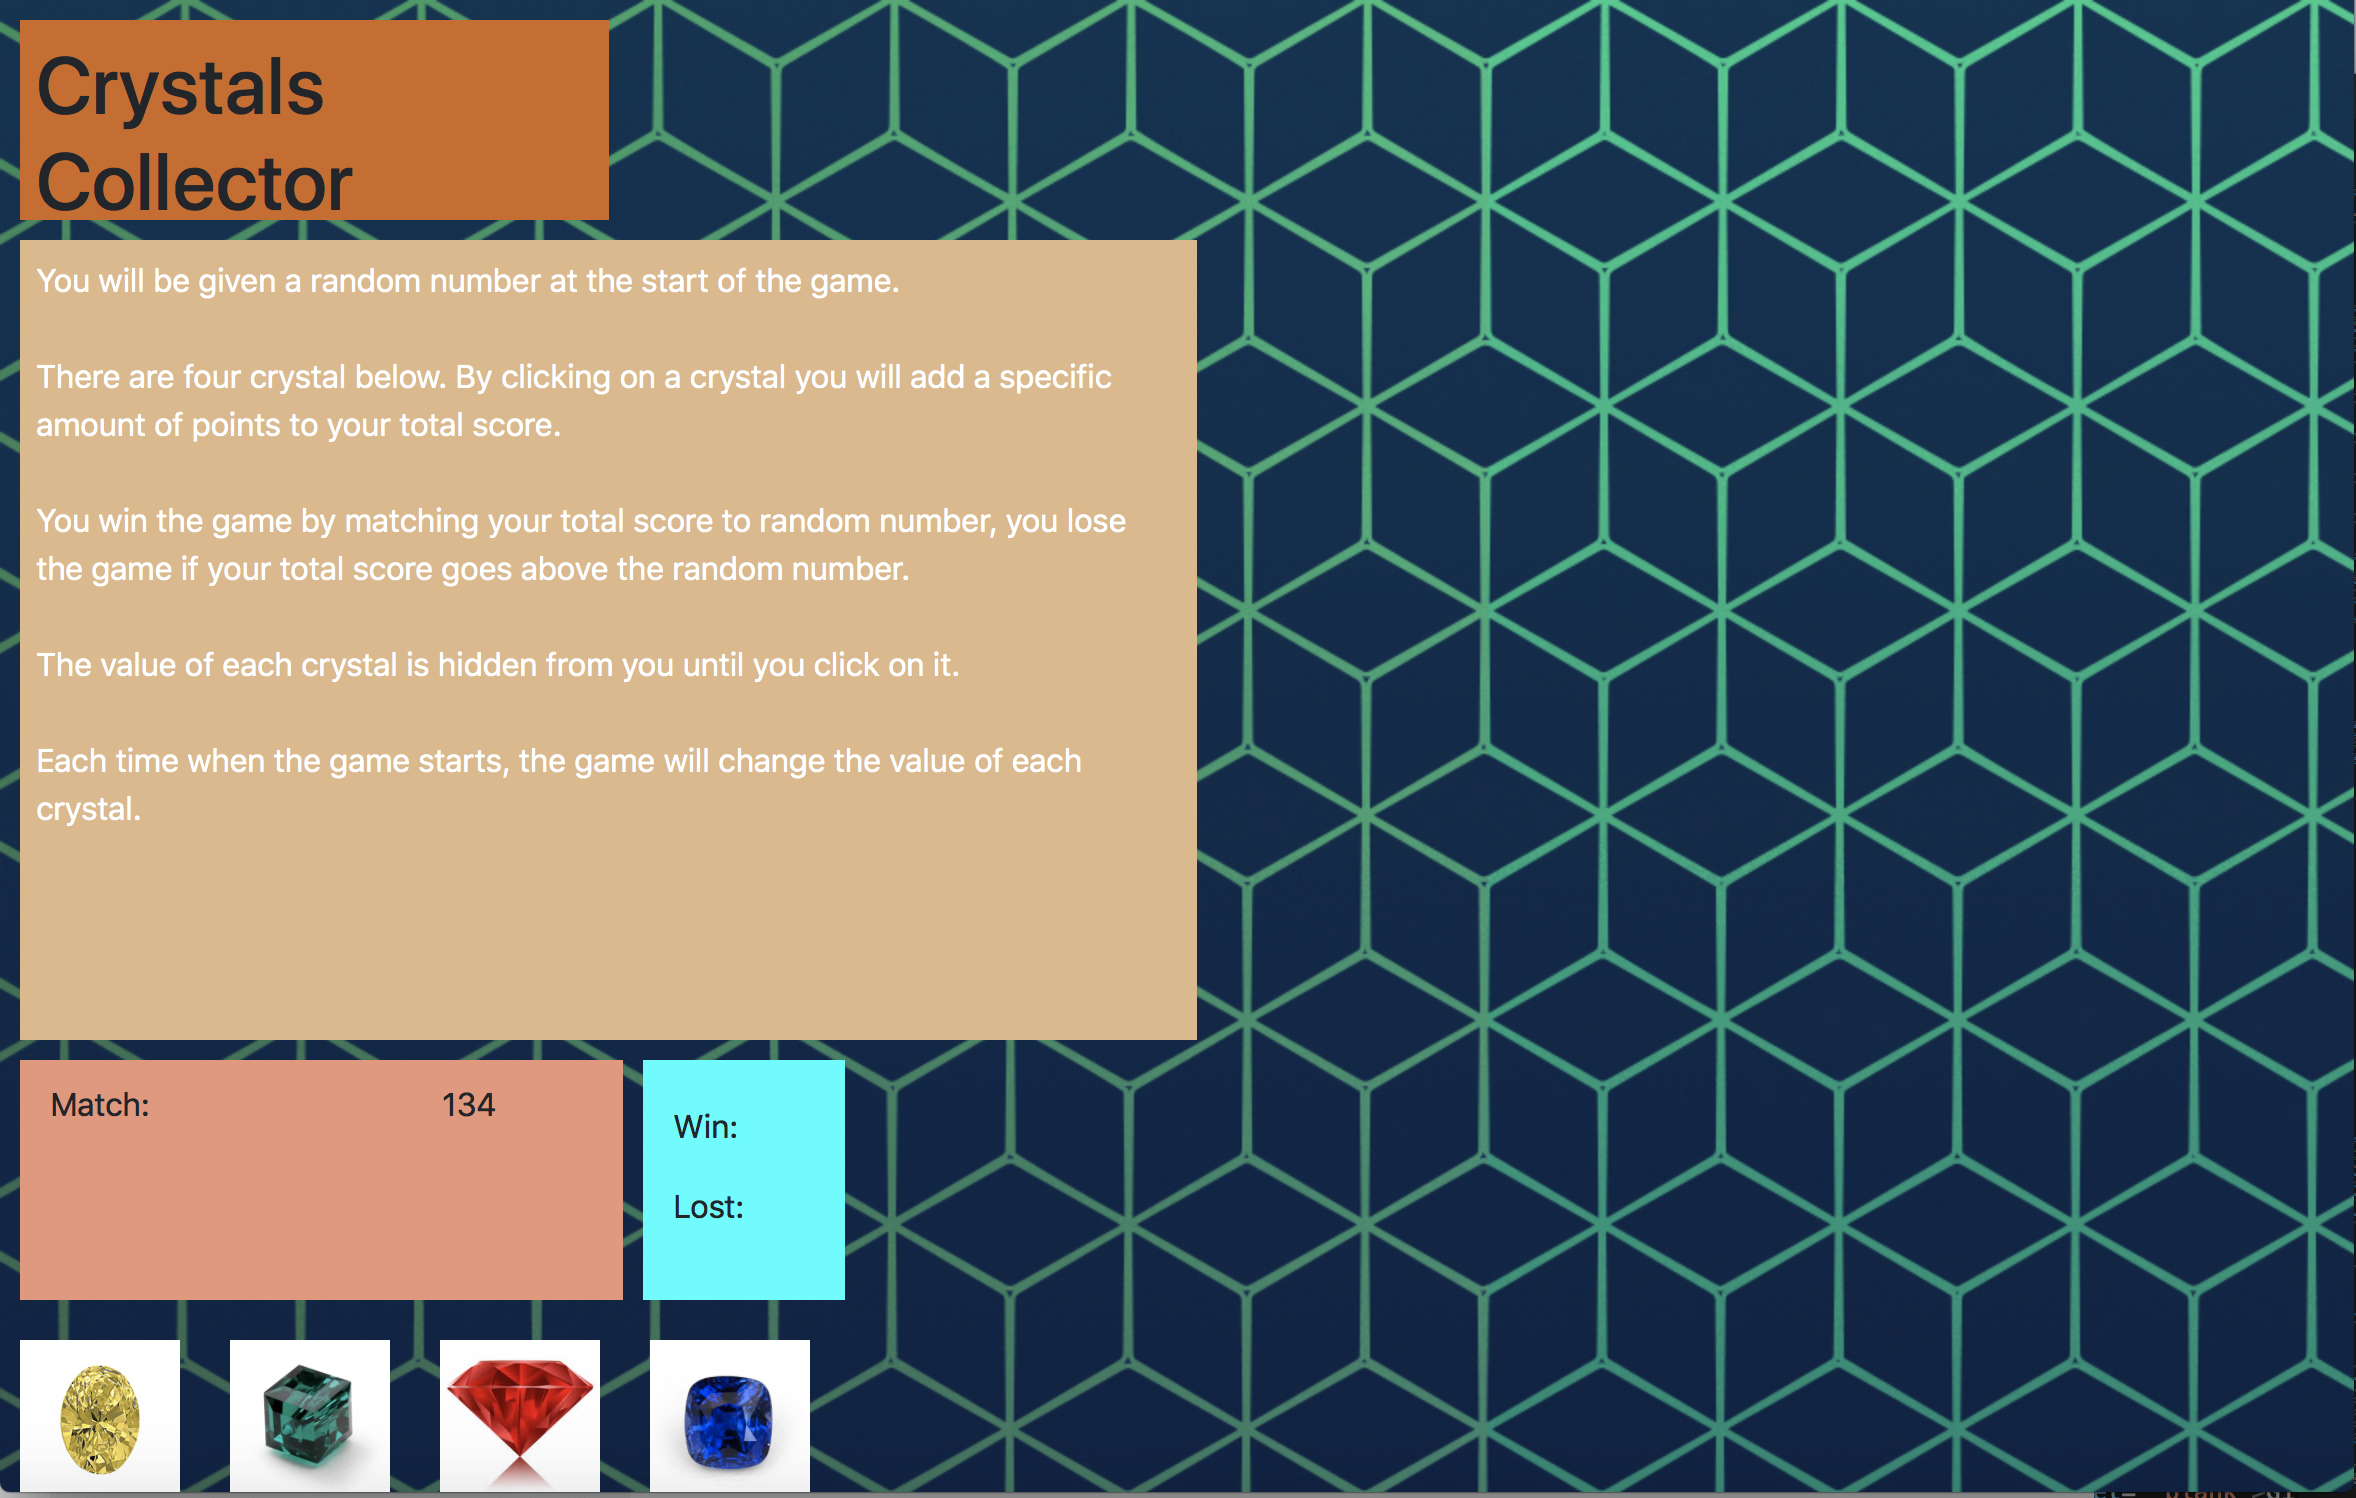 Crystals
Collector
You will be given a random number at the start of the game.
There are four crystal below. By clicking on a crystal you will add a specific
amount of points to your total score.
You win the game by matching your total score to random number, you lose
the game if your total score goes above the random number.
The value of each crystal is hidden from you until you click on it.
Each time when the game starts, the game will change the value of each
crystal.
Match: 134
Win:
Lost: